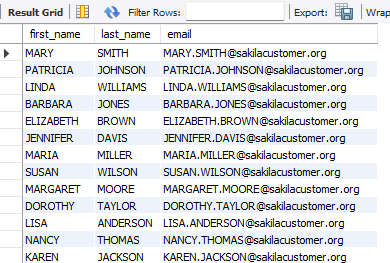 Result Grid Filter Rows: Export: Wrap
first_name last_name email
MARY SMITH MARY.SMITH@sakilacustomer.org
PATRICIA JOHNSON PATRICIA.JOHNSON@sakilacustomer.org
LINDA WILLIAMS LINDA.WILLIAMS@sakilacustomer.org
BARBARA JONES BARBARA.JONES@sakilacustomer.org
ELIZABETH BROWN ELIZABETH.BROWN@sakilacustomer.org
JENNIFER DAVIS JENNIFER.DAVIS@sakilacustomer.org
MARIA MILLER MARIA.MILLER@sakilacustomer.org
SUSAN WILSON SUSAN.WILSON@sakilacustomer.org
MARGARET MOORE MARGARET.MOORE@sakilacustomer.org
DOROTHY TAYLOR DOROTHY.TAYLOR@sakilacustomer.org
LISA ANDERSON LISA.ANDERSON@sakilacustomer.org
NANCY THOMAS NANCY.THOMAS@sakilacustomer.org
KAREN JACKSON KAREN.JACKSON@sakilacustomer.org